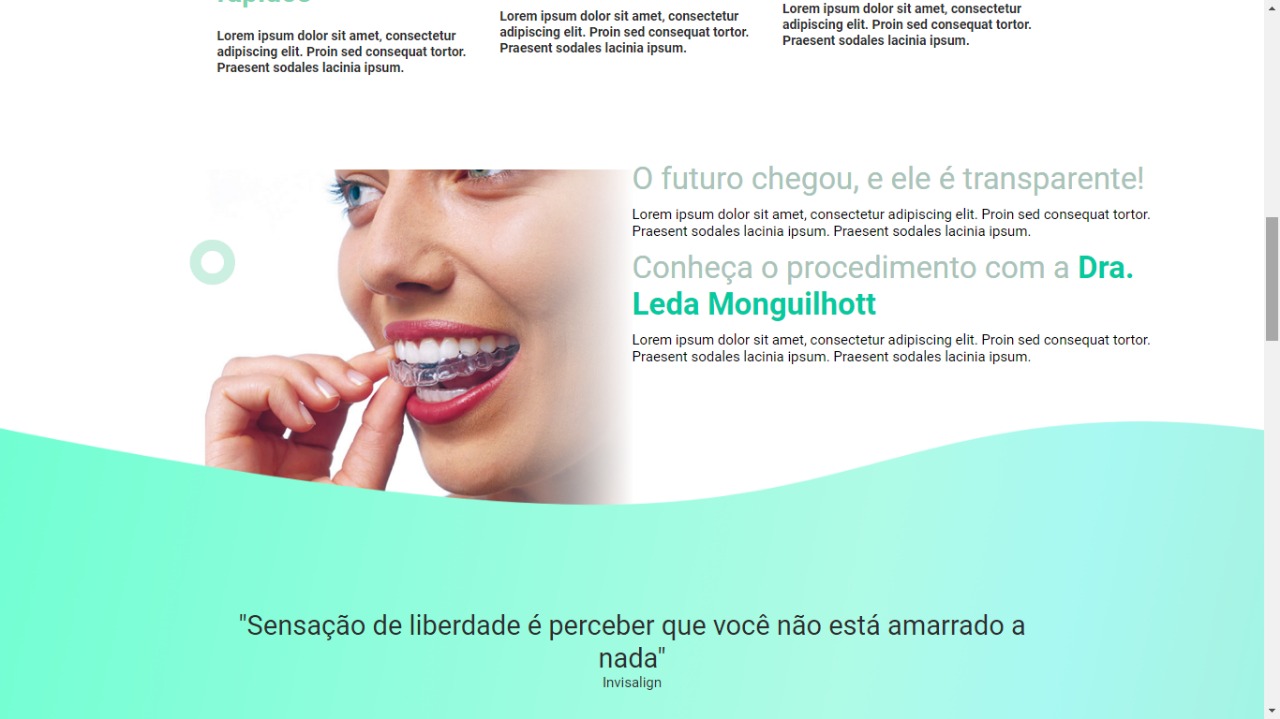 rápidos
Lorem ipsum dolor sit amet, consectetur
adipiscing elit. Proin sed consequat tortor.
Praesent sodales lacinia ipsum.
Lorem ipsum dolor sit amet, consectetur
adipiscing elit. Proin sed consequat tortor.
Praesent sodales lacinia ipsum.
Lorem ipsum dolor sit amet, consectetur
adipiscing elit. Proin sed consequat tortor.
Praesent sodales lacinia ipsum.
O futuro chegou, e ele é transparente!
Lorem ipsum dolor sit amet, consectetur adipiscing elit. Proin sed consequat tortor.
Praesent sodales lacinia ipsum. Praesent sodales lacinia ipsum.
Conheça o procedimento com a Dra.
Leda Monguilhott
Lorem ipsum dolor sit amet, consectetur adipiscing elit. Proin sed consequat tortor.
Praesent sodales lacinia ipsum. Praesent sodales lacinia ipsum.
"Sensação de liberdade é perceber que você não está amarrado a
nada"
Invisalign